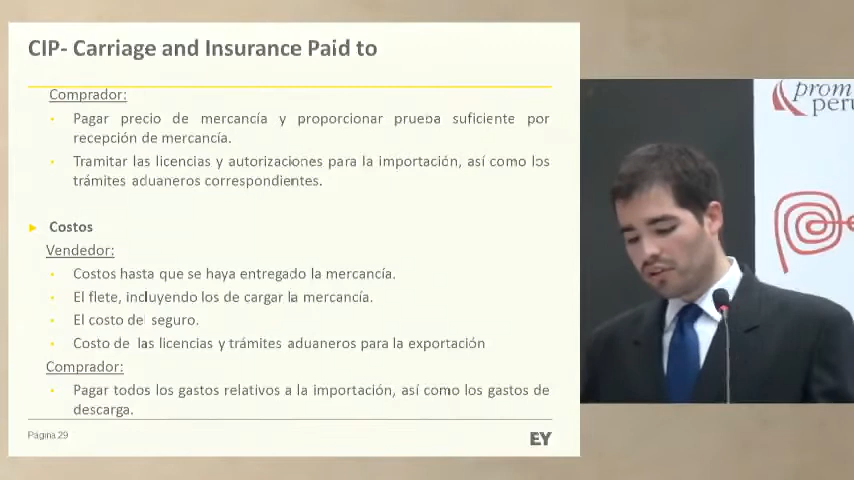 CIP- Carriage and Insurance Paid to
Comprador:
Pagar precio de mercancía y proporcionar prueba suficiente por
recepción de mercancía.
Tramitar las licencias y autorizaciones para la importación, así como los
trámites aduaneros correspondientes.
Costos
Vendedor:
Costos hasta que se haya entregado la mercancía.
El flete, incluyendo los de cargar la mercancía.
El costo del seguro.
Costo de las licencias y trámites aduaneros para la exportación
Comprador:
Pagar todos los gastos relativos a la importación, así como los gastos de
descarga.
Página 29
EY
prom
peru